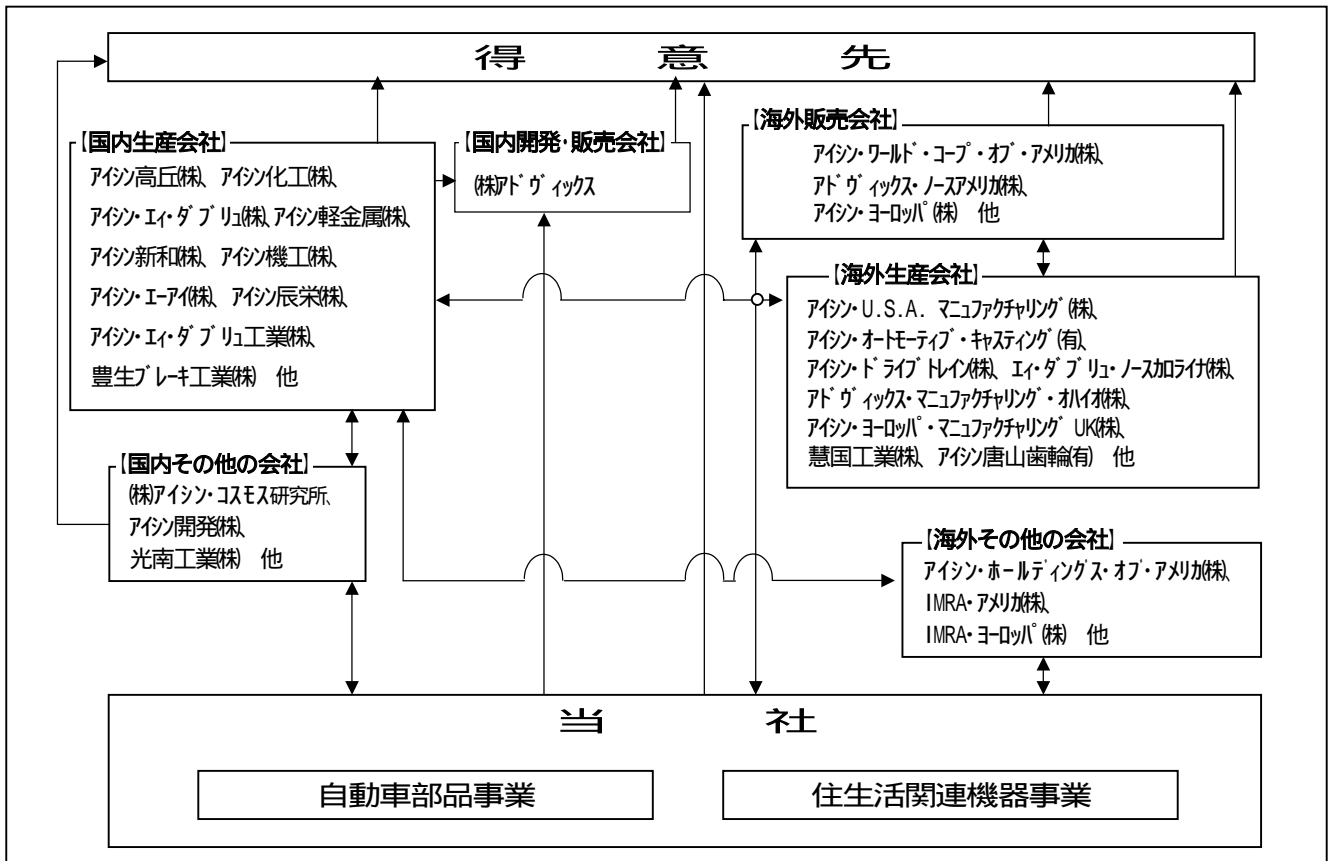 得意先
【国内生産会社】
アイシン高丘(株)、アイシン化工(株)、
アイシン・エィ・ダブリュ(株)、アイシン軽金属(株)、
アイシン新和(株)、アイシン機工(株)、
アイシン・エーアイ(株)、アイシン辰栄(株)、
アイシン・エィ・ダブリュ工業(株)、
豊生ブレーキ工業(株) 他
【国内開発・販売会社】
(株)アドヴィックス
【海外販売会社】
アイシン・ワールド・コープ・オブ・アメリカ(株)、
アドヴィックス・ノースアメリカ(株)、
アイシン・ヨーロッパ(株) 他
【海外生産会社】
アイシン・U.S.A. マニュファクチャリング(株)、
アイシン・オートモーティブ・キャスティング(有)、
アイシン・ドライブトレイン(株)、エィ・ダブリュ・ノースカロライナ(株)、
アドヴィックス・マニュファクチャリング・オハイオ(株)、
アイシン・ヨーロッパ・マニュファクチャリング UK(株)、
慧国工業(株)、アイシン唐山歯輪(有) 他
【国内その他の会社】
(株)アイシン・コスモス研究所、
アイシン開発(株)、
光南工業(株) 他
【海外その他の会社】
アイシン・ホールディングス・オブ・アメリカ(株)、
IMRA・アメリカ(株)、
IMRA・ヨーロッパ(株) 他
当社
自動車部品事業
住生活関連機器事業